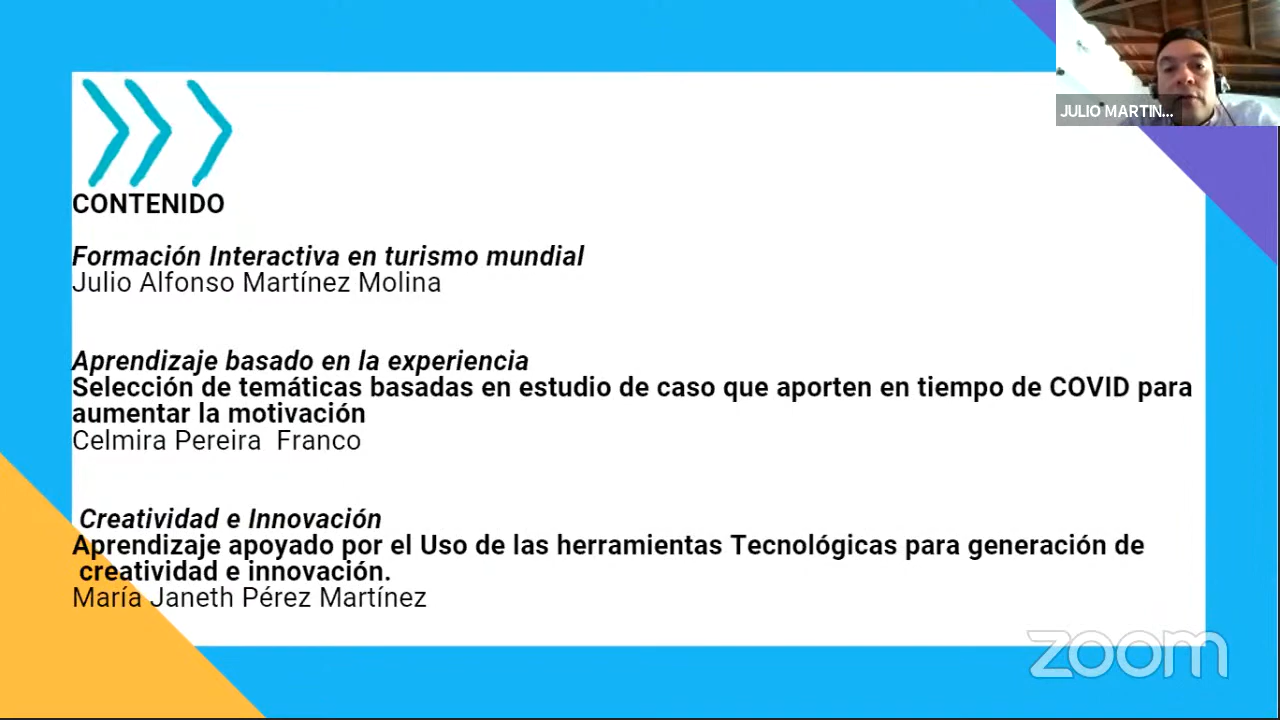 JULIO MARTIN...
CONTENIDO
Formación Interactiva en turismo mundial
Julio Alfonso Martínez Molina
Aprendizaje basado en la experiencia
Selección de temáticas basadas en estudio de caso que aporten en tiempo de COVID para
aumentar la motivación
Celmira Pereira  Franco
Creatividad e Innovación
Aprendizaje apoyado por el Uso de las herramientas Tecnológicas para generación de
creatividad e innovación.
María Janeth Pérez Martínez
zoom